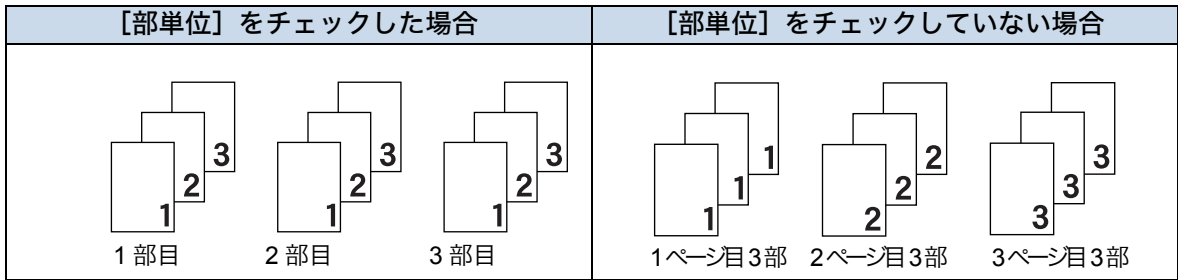 ［部単位］をチェックした場合
［部単位］をチェックしていない場合
3 3 3
2 2 2
1 1 1
1 部目 2 部目 3 部目
1 2 3
1 2 3
1 2 3
1ページ目3部 2ページ目3部 3ページ目3部